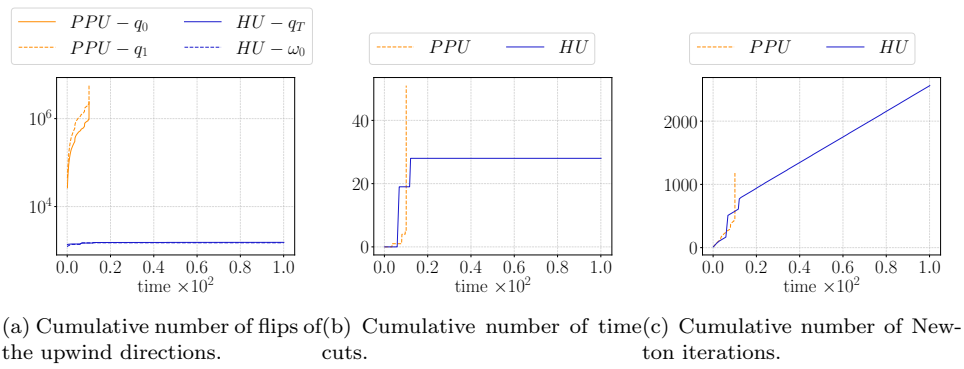 PPU − q₀
HU − q_T
PPU − q₁
HU − ω₀
PPU
HU
PPU
HU
10⁶
10⁴
0.0 0.2 0.4 0.6 0.8 1.0
time ×10²
40
20
0
0.0 0.2 0.4 0.6 0.8 1.0
time ×10²
2000
1000
0
0.0 0.2 0.4 0.6 0.8 1.0
time ×10²
(a) Cumulative number of flips of
the upwind directions.
(b) Cumulative number of time
cuts.
(c) Cumulative number of New-
ton iterations.